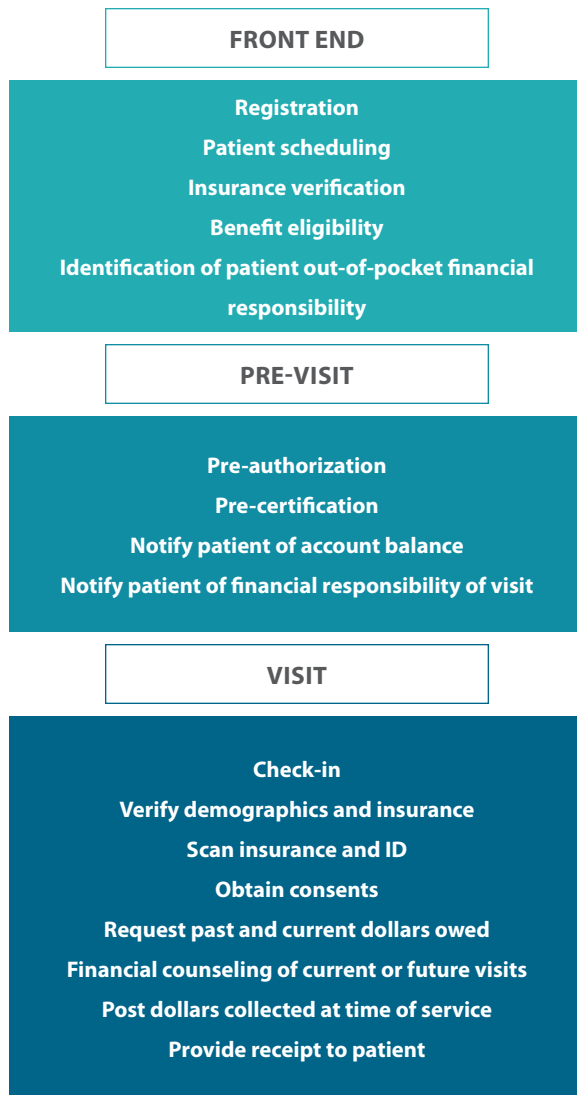 FRONT END
Registration
Patient scheduling
Insurance verification
Benefit eligibility
Identification of patient out-of-pocket financial
responsibility
PRE-VISIT
Pre-authorization
Pre-certification
Notify patient of account balance
Notify patient of financial responsibility of visit
VISIT
Check-in
Verify demographics and insurance
Scan insurance and ID
Obtain consents
Request past and current dollars owed
Financial counseling of current or future visits
Post dollars collected at time of service
Provide receipt to patient